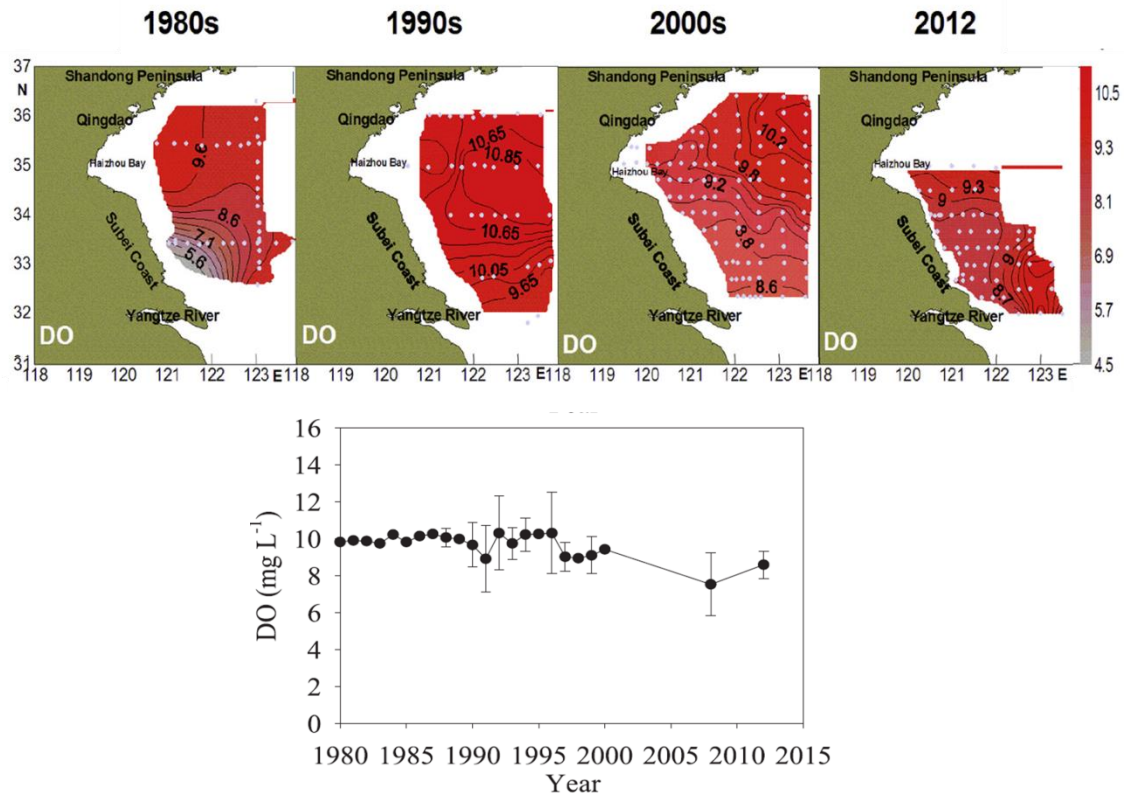 1980s 1990s 2000s 2012
37
N
36
35
34
33
32
31
Shandong Peninsula
Qingdao
Haizhou Bay
Subei Coast
Yangtze River
DO
9.6
8.6
7.1
5.6
118 119 120 121 122 123 E
Shandong Peninsula
Qingdao
Haizhou Bay
Subei Coast
Yangtze River
DO
10.65
10.85
10.65
10.05
9.65
118 119 120 121 122 123 E
Shandong Peninsula
Qingdao
Haizhou Bay
Subei Coast
Yangtze River
DO
10.2
9.8
9.2
8.6
118 119 120 121 122 123 E
Shandong Peninsula
Qingdao
Haizhou Bay
Subei Coast
Yangtze River
DO
9.3
9
9
8.7
118 119 120 121 122 123 E
10.5
9.3
8.1
6.9
5.7
4.5
DO (mg L⁻¹)
16
14
12
10
8
6
4
2
0
1980 1985 1990 1995 2000 2005 2010 2015
Year